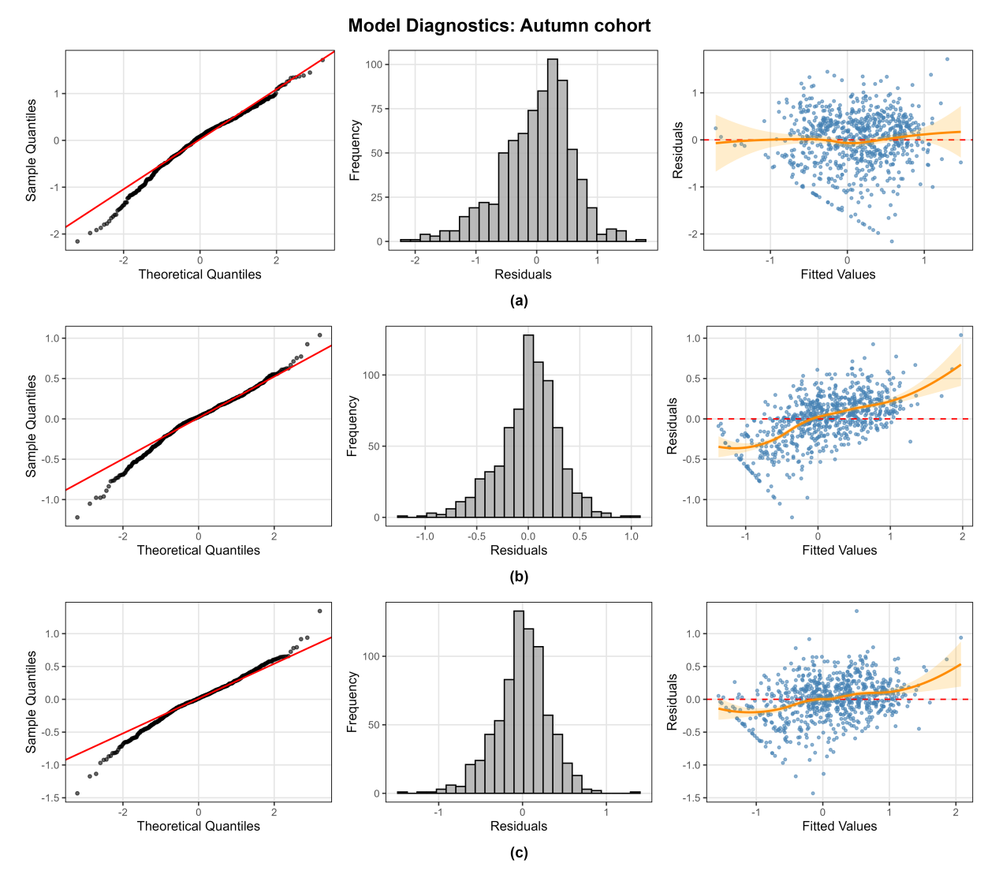 Model Diagnostics: Autumn cohort
Sample Quantiles
1
0
-1
-2
-2 0 2
Theoretical Quantiles
Frequency
100
75
50
25
0
-2 -1 0 1
Residuals
Residuals
1
0
-1
-2
-1 0 1
Fitted Values
(a)
Sample Quantiles
1.0
0.5
0.0
-0.5
-1.0
-2 0 2
Theoretical Quantiles
Frequency
100
50
0
-1.0 -0.5 0.0 0.5 1.0
Residuals
Residuals
1.0
0.5
0.0
-0.5
-1.0
-1 0 1 2
Fitted Values
(b)
Sample Quantiles
1.0
0.5
0.0
-0.5
-1.0
-1.5
-2 0 2
Theoretical Quantiles
Frequency
100
50
0
-1 0 1
Residuals
Residuals
1.0
0.5
0.0
-0.5
-1.0
-1.5
-1 0 1 2
Fitted Values
(c)